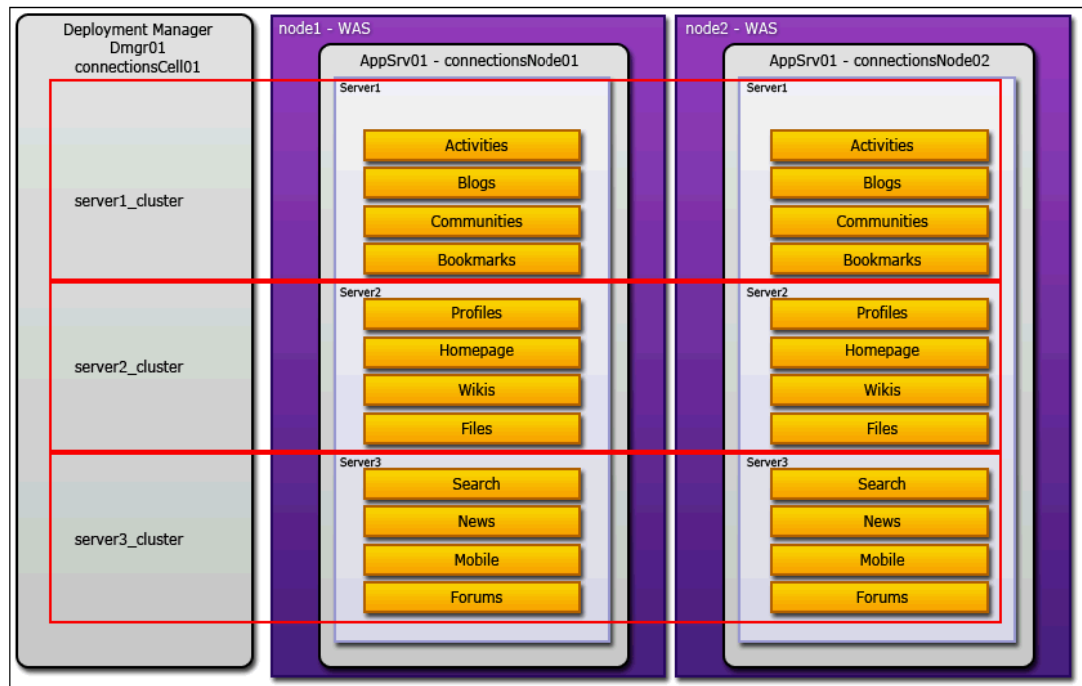 Deployment Manager
Dmgr01
connectionsCell01
server1_cluster
server2_cluster
server3_cluster
node1 - WAS
AppSrv01 - connectionsNode01
Server1
Activities
Blogs
Communities
Bookmarks
Server2
Profiles
Homepage
Wikis
Files
Server3
Search
News
Mobile
Forums
node2 - WAS
AppSrv01 - connectionsNode02
Server1
Activities
Blogs
Communities
Bookmarks
Server2
Profiles
Homepage
Wikis
Files
Server3
Search
News
Mobile
Forums